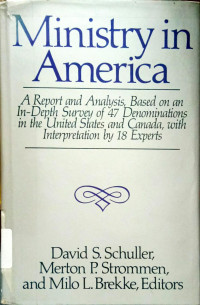 Ministry in
America
A Report and Analysis, Based on an
In-Depth Survey of 47 Denominations
in the United States and Canada, with
Interpretation by 18 Experts
David S. Schuller,
Merton P. Strommen,
and Milo L. Brekke, Editors